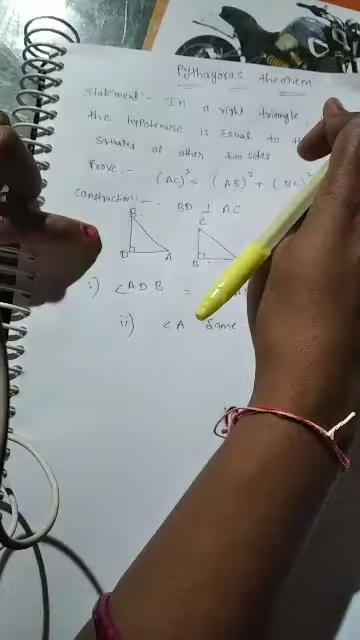 Pythagoras theorem
Statement:- In a right triangle,
the hypotenuse is equal to
squares of other two sides
Prove:- (AC)² = (AB)² + (BC)²
Construction:- BD ⊥ AC
B
C
D A
B
i) <ADB =
ii) <A same.